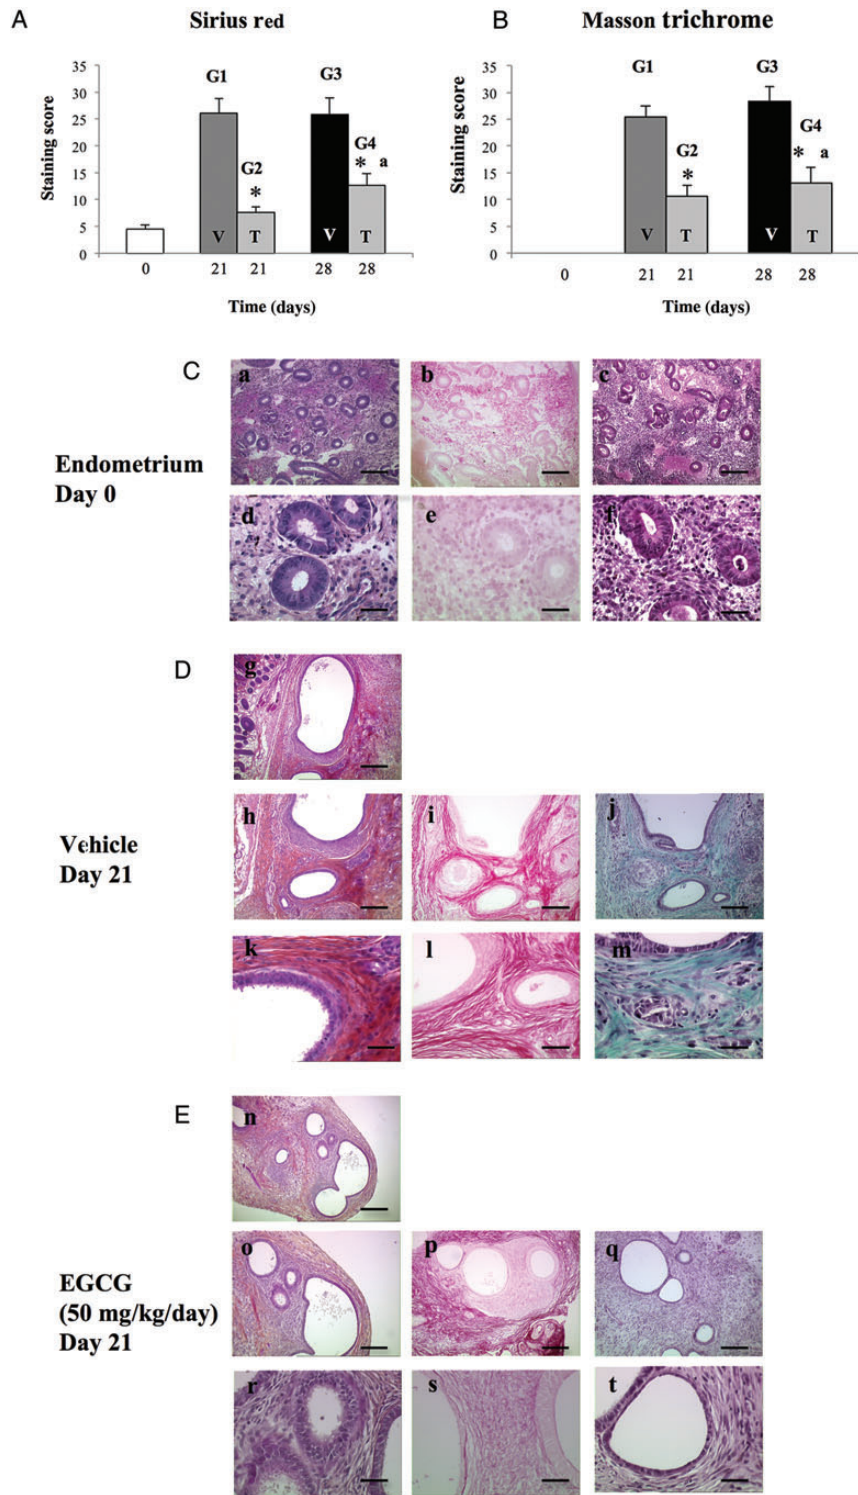 A
Sirius red
Staining score
35
30
25
20
15
10
5
0
G1
G2
*
G3
G4
* a
V
T
V
T
0
21
21
28
28
Time (days)
B
Masson trichrome
Staining score
35
30
25
20
15
10
5
0
G1
G2
*
G3
G4
* a
V
T
V
T
0
21
21
28
28
Time (days)
C
Endometrium
Day 0
a
b
c
d
e
f
D
Vehicle
Day 21
g
h
i
j
k
l
m
E
EGCG
(50 mg/kg/day)
Day 21
n
o
p
q
r
s
t